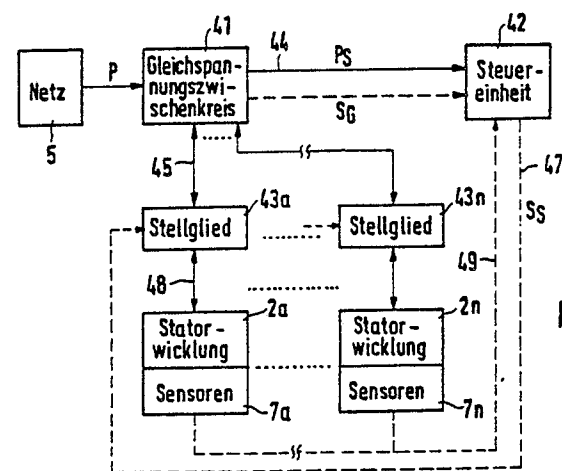 41
42
44
Netz
P
Gleichspan-
nungszwi-
schenkreis
PS
SG
Steuer-
einheit
5
45
47
43a
43n
SS
Stellglied
Stellglied
49
48
2a
2n
Stator-
wicklung
Stator-
wicklung
Sensoren
Sensoren
7a
7n